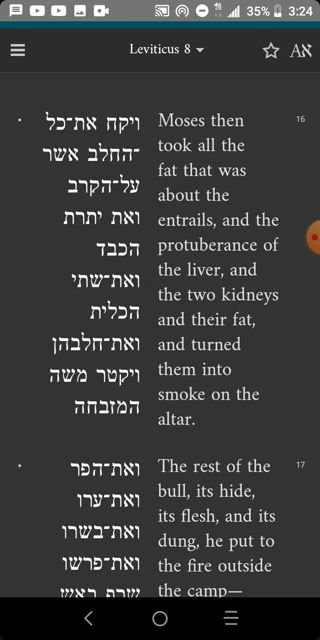 35% 3:24
Leviticus 8
16
ויקח את־כל
־החלב אשר
על־הקרב
ואת יתרת
הכבד
ואת־שתי
הכלית
ואת־חלבהן
ויקטר משה
המזבחה
Moses then
took all the
fat that was
about the
entrails, and the
protuberance of
the liver, and
the two kidneys
and their fat,
and turned
them into
smoke on the
altar.
17
ואת־הפר
ואת־ערו
ואת־בשרו
ואת־פרשו
שרף באש
The rest of the
bull, its hide,
its flesh, and its
dung, he put to
the fire outside
the camp—